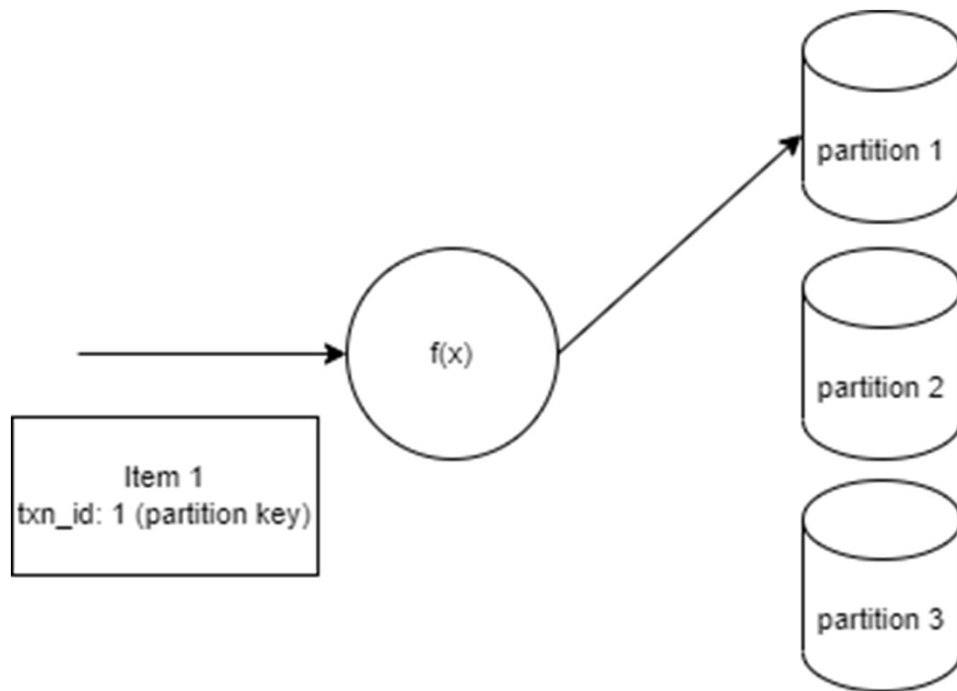 partition 1
f(x)
partition 2
Item 1
txn_id: 1 (partition key)
partition 3